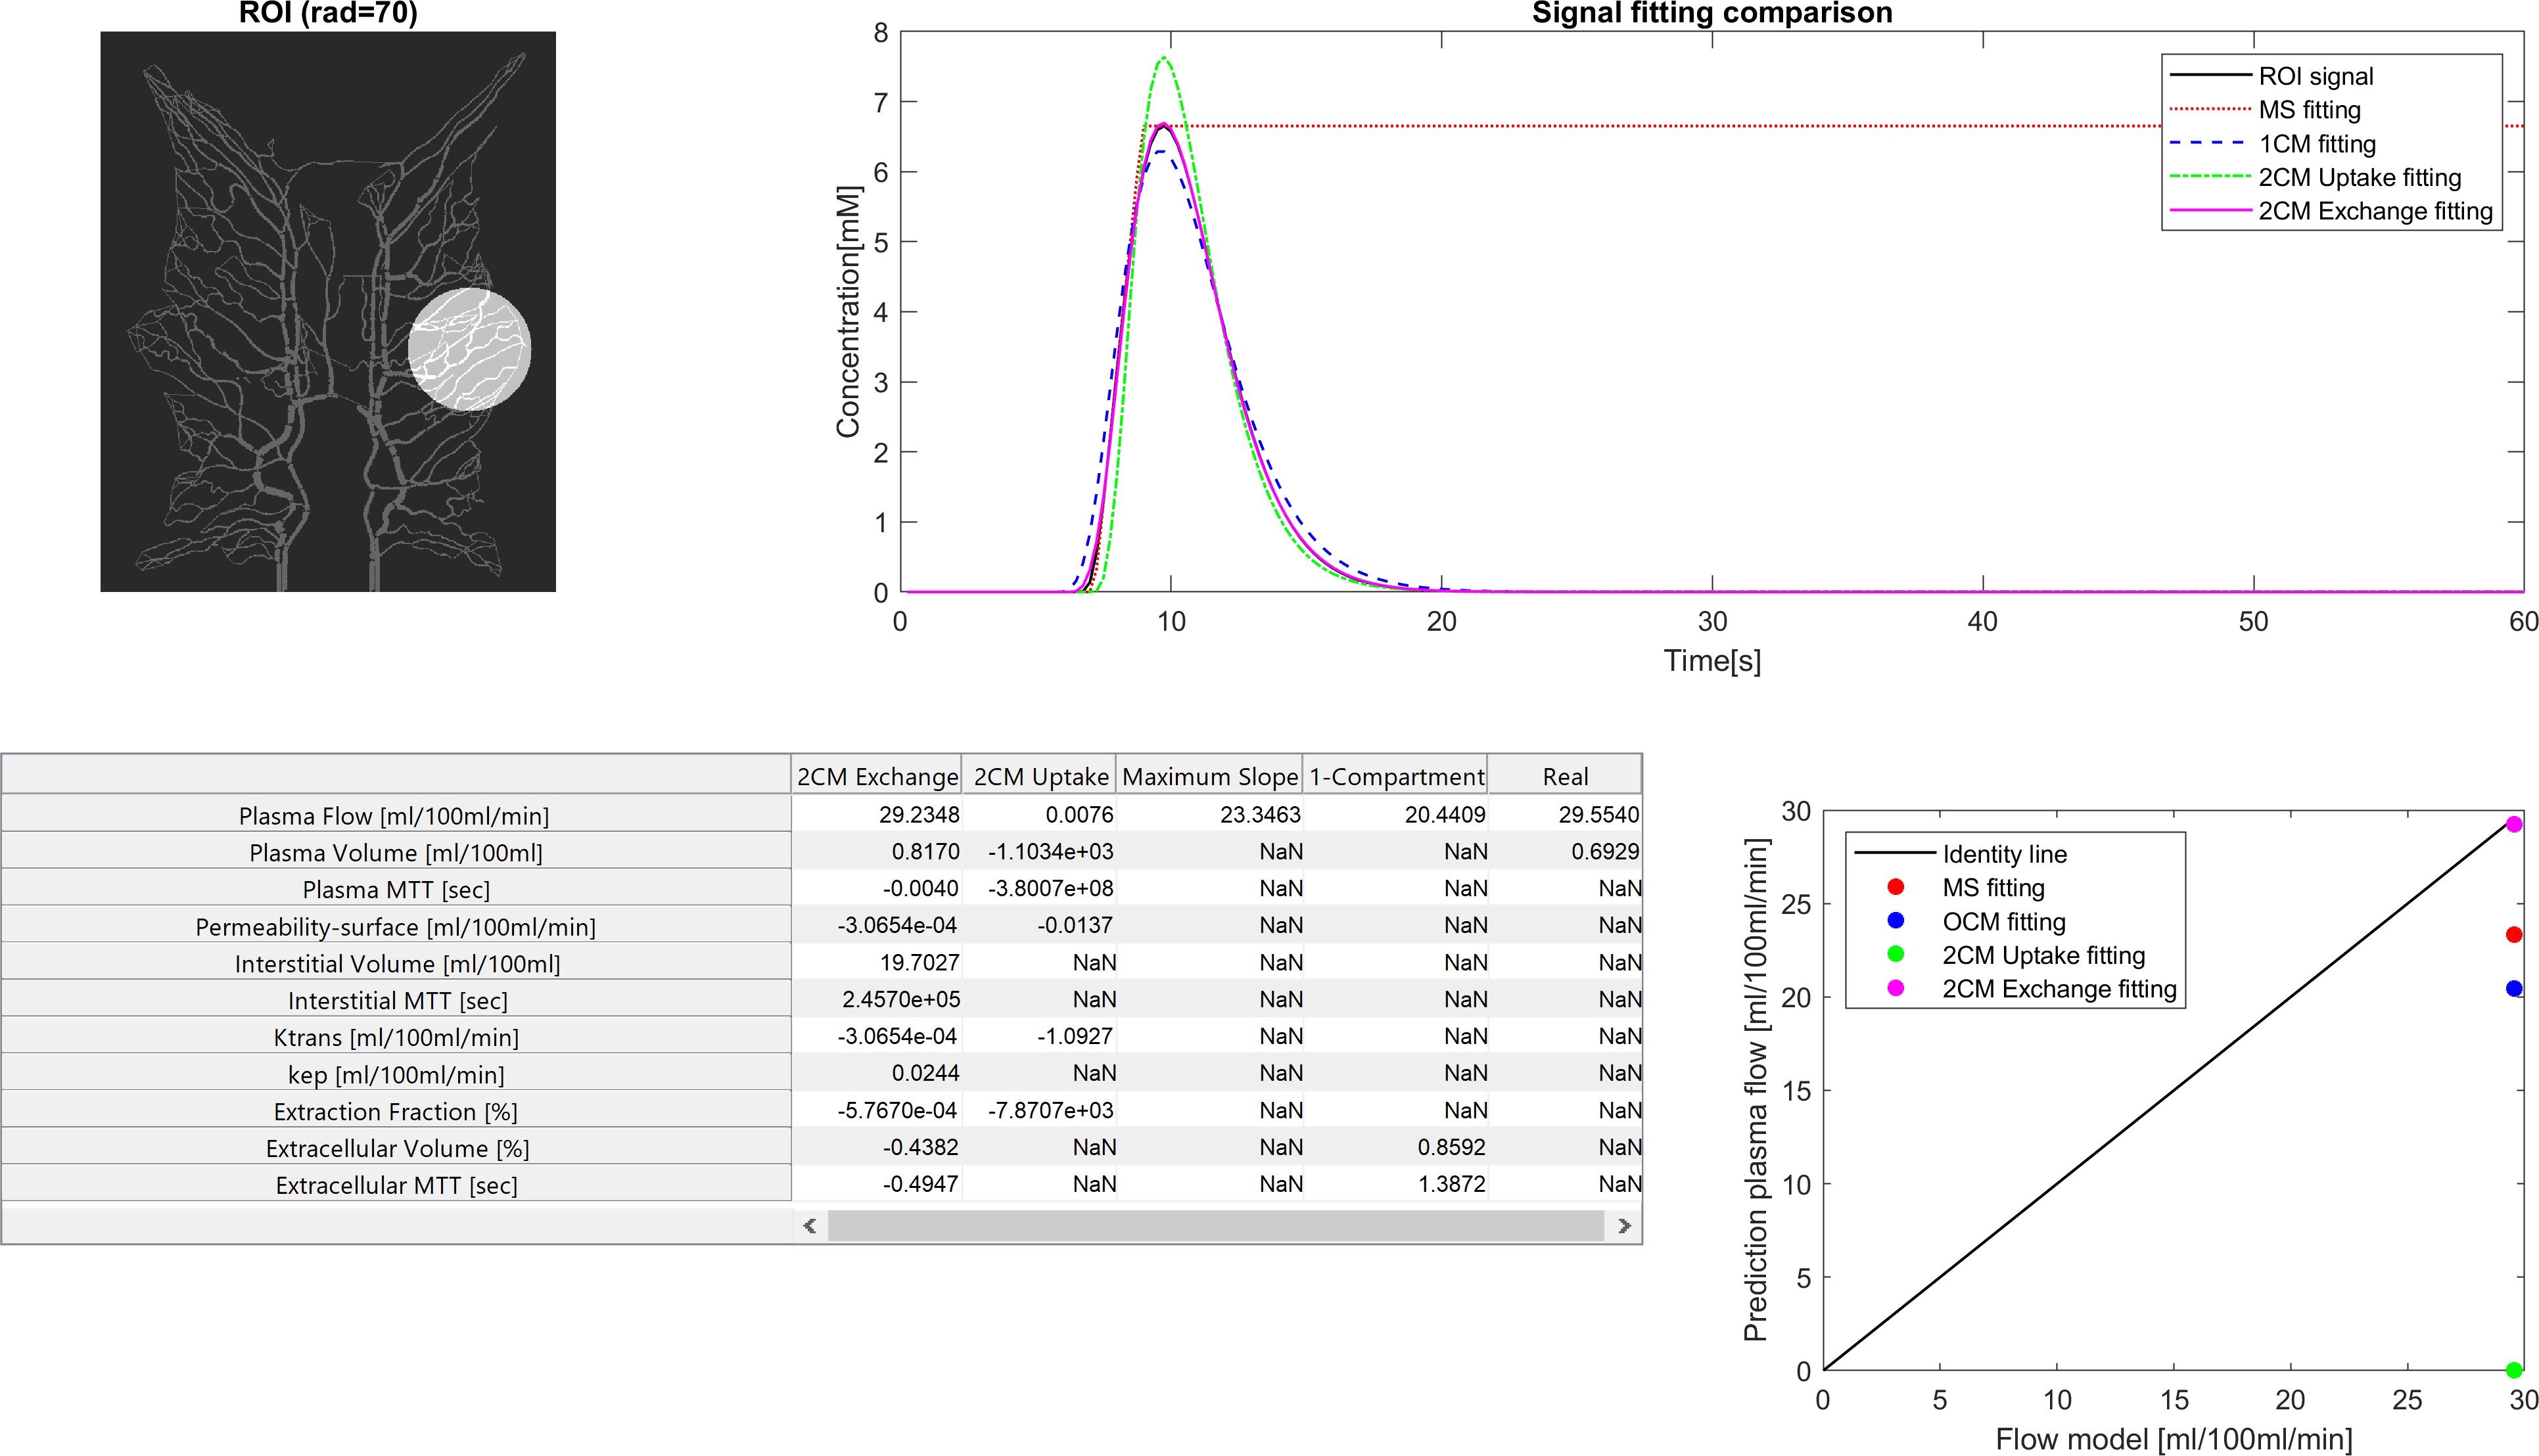 ROI (rad=70)
Signal fitting comparison
8
7
6
5
4
3
2
1
0
Concentration[mM]
0 10 20 30 40 50 60
Time[s]
ROI signal
MS fitting
1CM fitting
2CM Uptake fitting
2CM Exchange fitting
2CM Exchange 2CM Uptake Maximum Slope 1-Compartment Real
Plasma Flow [ml/100ml/min] 29.2348 0.0076 23.3463 20.4409 29.5540
Plasma Volume [ml/100ml] 0.8170 -1.1034e+03 NaN NaN 0.6929
Plasma MTT [sec] -0.0040 -3.8007e+08 NaN NaN NaN
Permeability-surface [ml/100ml/min] -3.0654e-04 -0.0137 NaN NaN NaN
Interstitial Volume [ml/100ml] 19.7027 NaN NaN NaN NaN
Interstitial MTT [sec] 2.4570e+05 NaN NaN NaN NaN
Ktrans [ml/100ml/min] -3.0654e-04 -1.0927 NaN NaN NaN
kep [ml/100ml/min] 0.0244 NaN NaN NaN NaN
Extraction Fraction [%] -5.7670e-04 -7.8707e+03 NaN NaN NaN
Extracellular Volume [%] -0.4382 NaN NaN 0.8592 NaN
Extracellular MTT [sec] -0.4947 NaN NaN 1.3872 NaN
30
25
20
15
10
5
0
Prediction plasma flow [ml/100ml/min]
Identity line
MS fitting
OCM fitting
2CM Uptake fitting
2CM Exchange fitting
0 5 10 15 20 25 30
Flow model [ml/100ml/min]